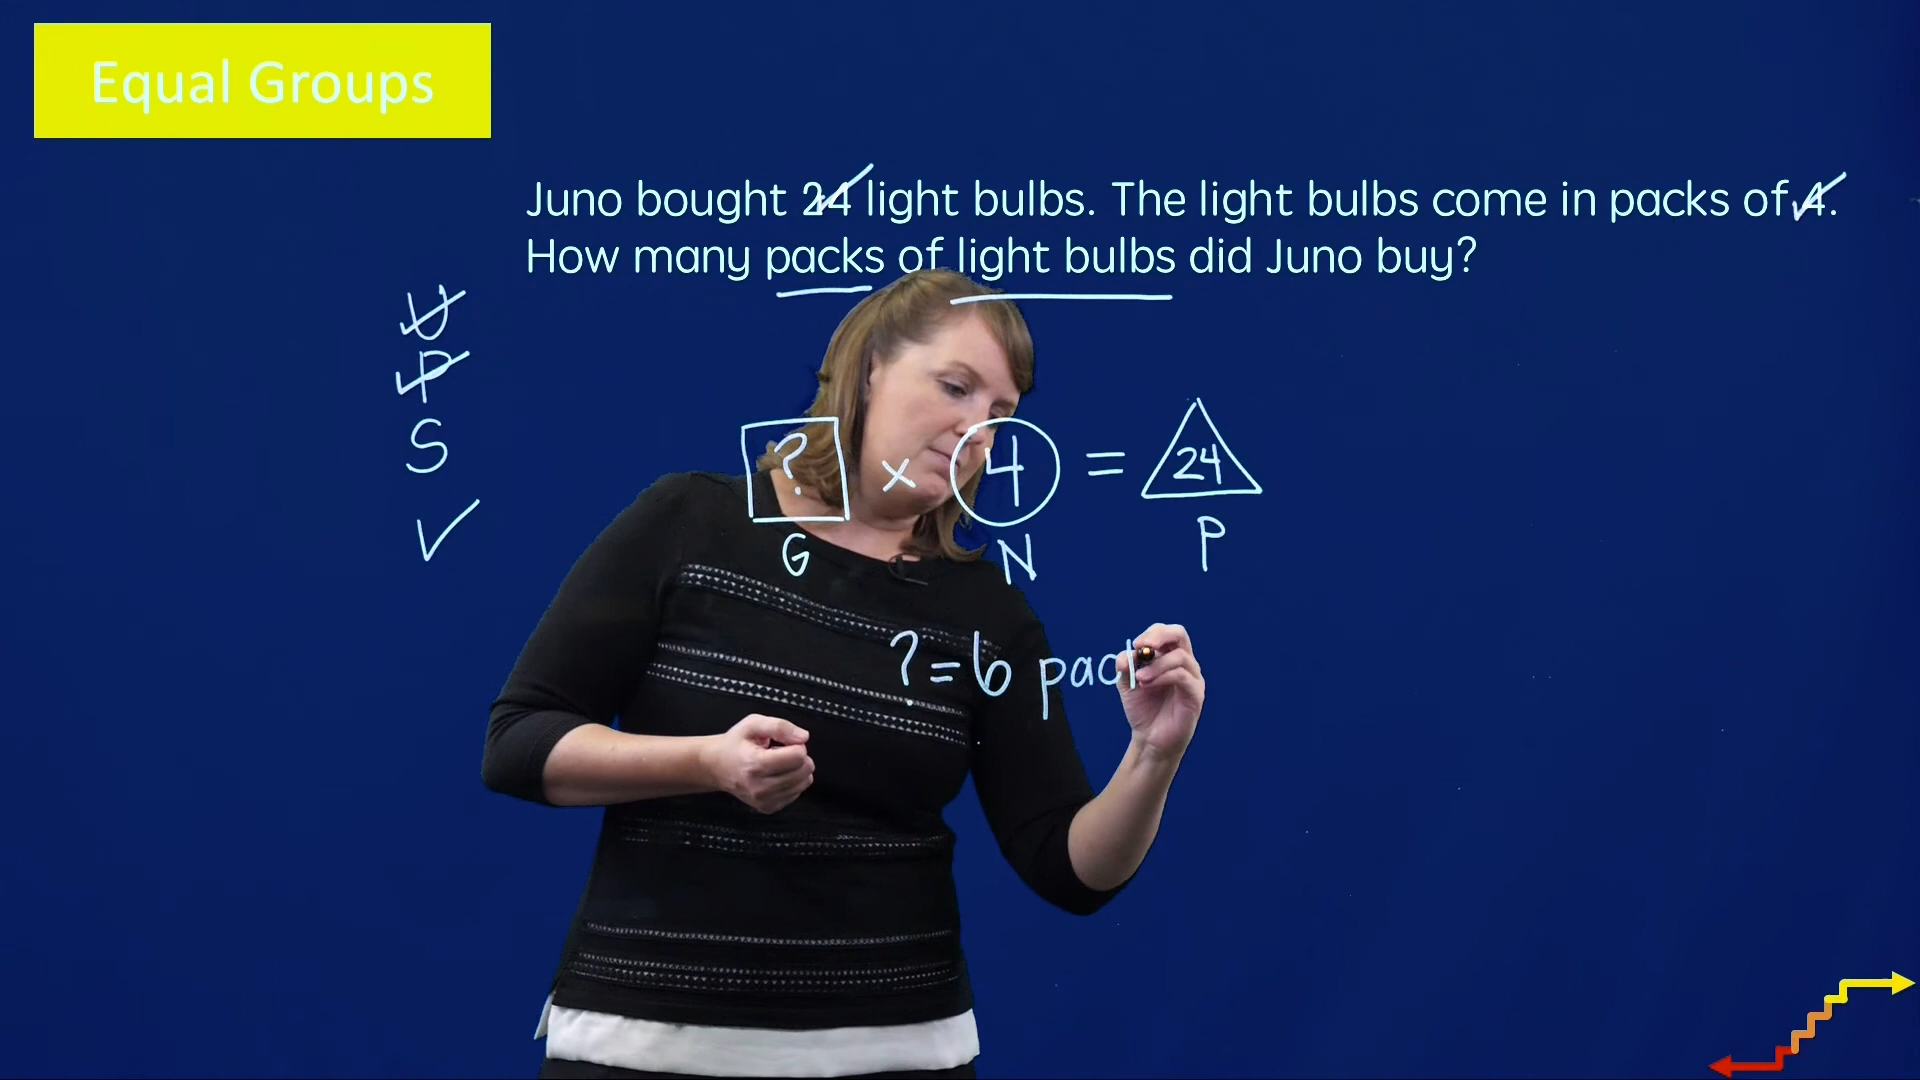 Equal Groups
Juno bought 24 light bulbs. The light bulbs come in packs of 4.
How many packs of light bulbs did Juno buy?
U
P
S
✓
? × 4 = 24
G N P
? = 6 pack